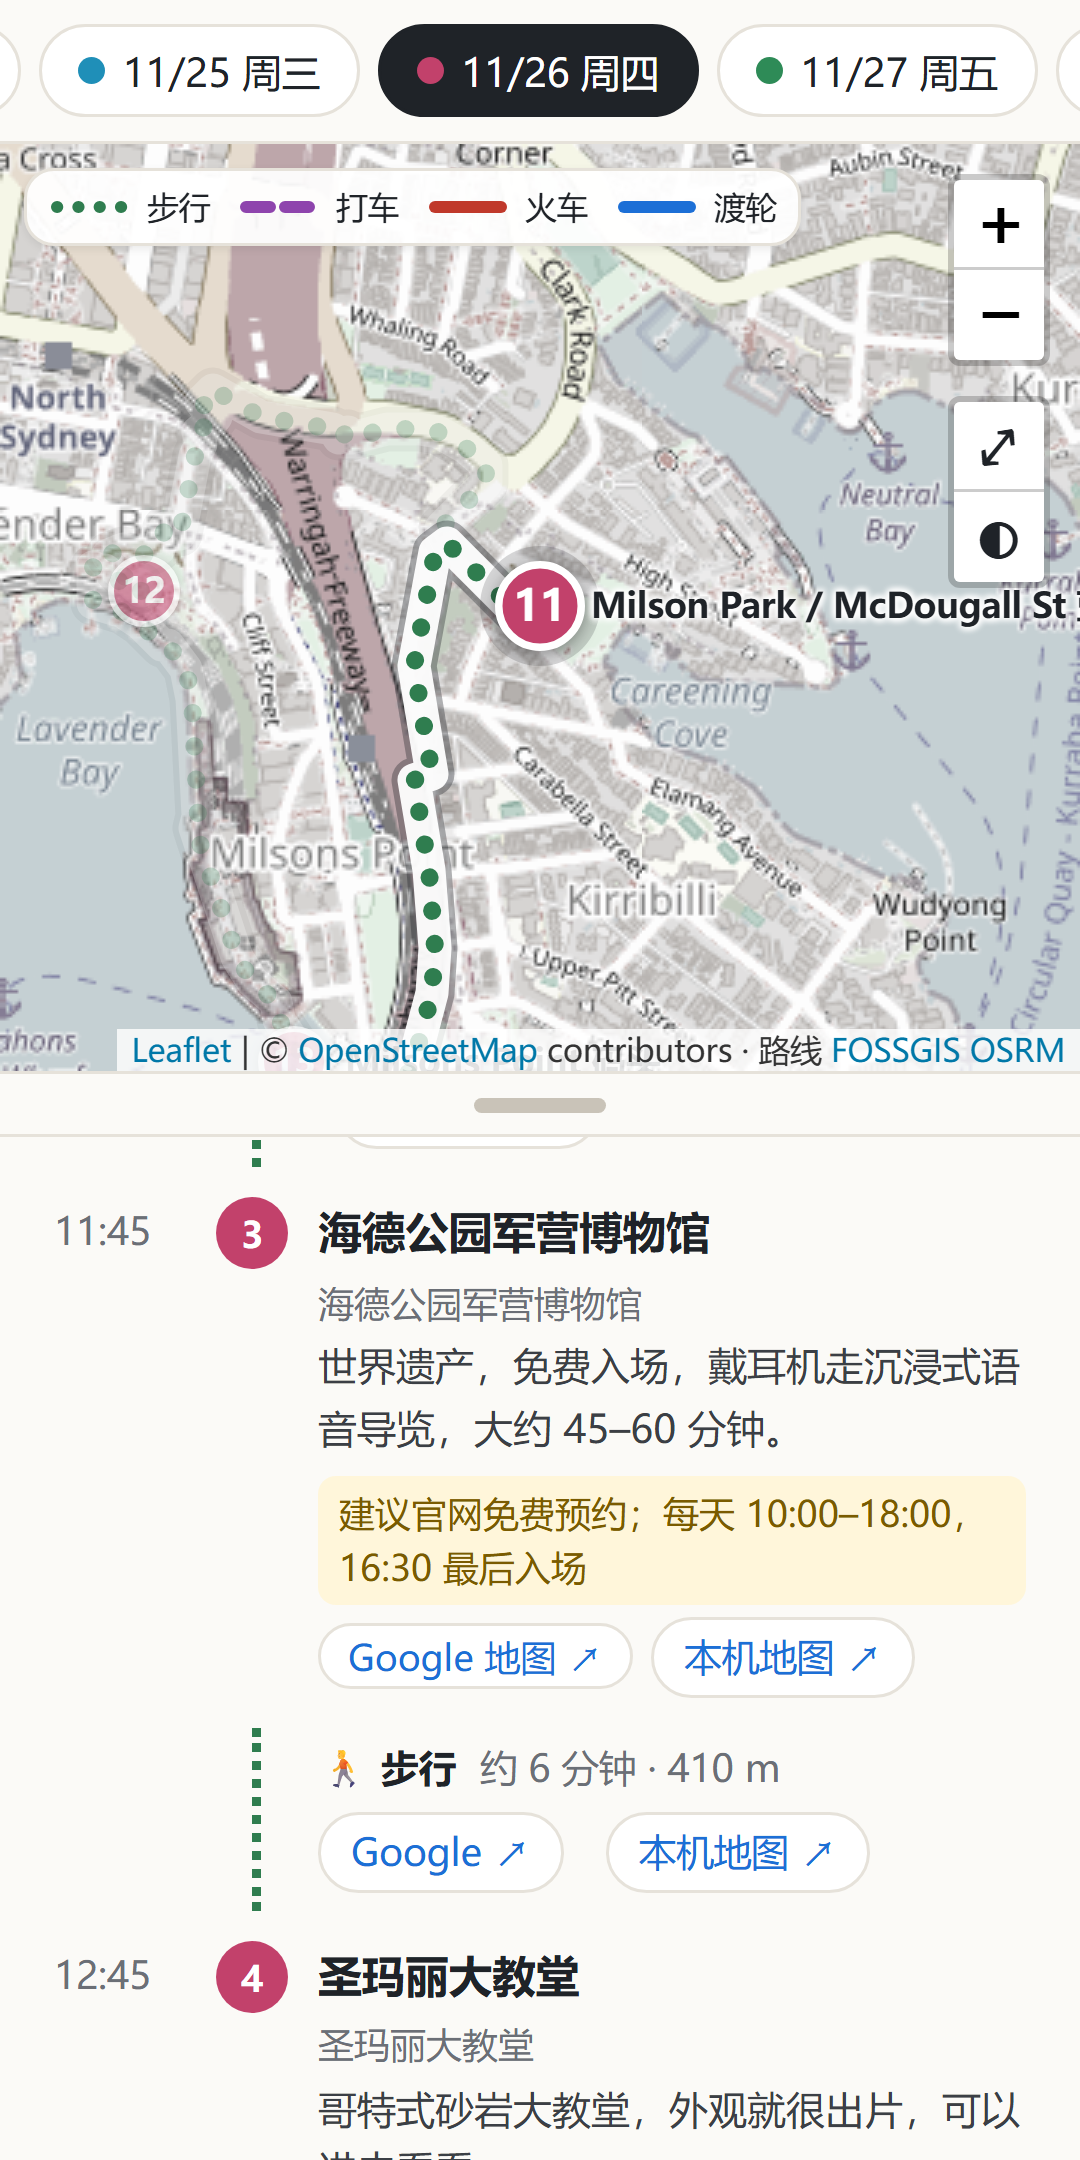 11/25 周三
11/26 周四
11/27 周五
a Cross
Corner
Aubin Street
步行
打车
火车
渡轮
+
−
Clark Road
Whaling Road
North
Sydney
Kur
Neutral
Bay
ender Bay
Warringah Freeway
12
11
Milson Park / McDougall St
High S
Cliff Street
Careening
Cove
Lavender
Bay
Carabella Street
Elamang Avenue
Milsons Point
Kirribilli
Wudyong
Point
Upper Pitt Stre
Circular Quay - Kurraba Poin
ahons
Leaflet | © OpenStreetMap contributors · 路线 FOSSGIS OSRM
11:45
3
海德公园军营博物馆
海德公园军营博物馆
世界遗产，免费入场，戴耳机走沉浸式语
音导览，大约 45–60 分钟。
建议官网免费预约；每天 10:00–18:00，
16:30 最后入场
Google 地图 ↗
本机地图 ↗
步行 约 6 分钟 · 410 m
Google ↗
本机地图 ↗
12:45
4
圣玛丽大教堂
圣玛丽大教堂
哥特式砂岩大教堂，外观就很出片，可以